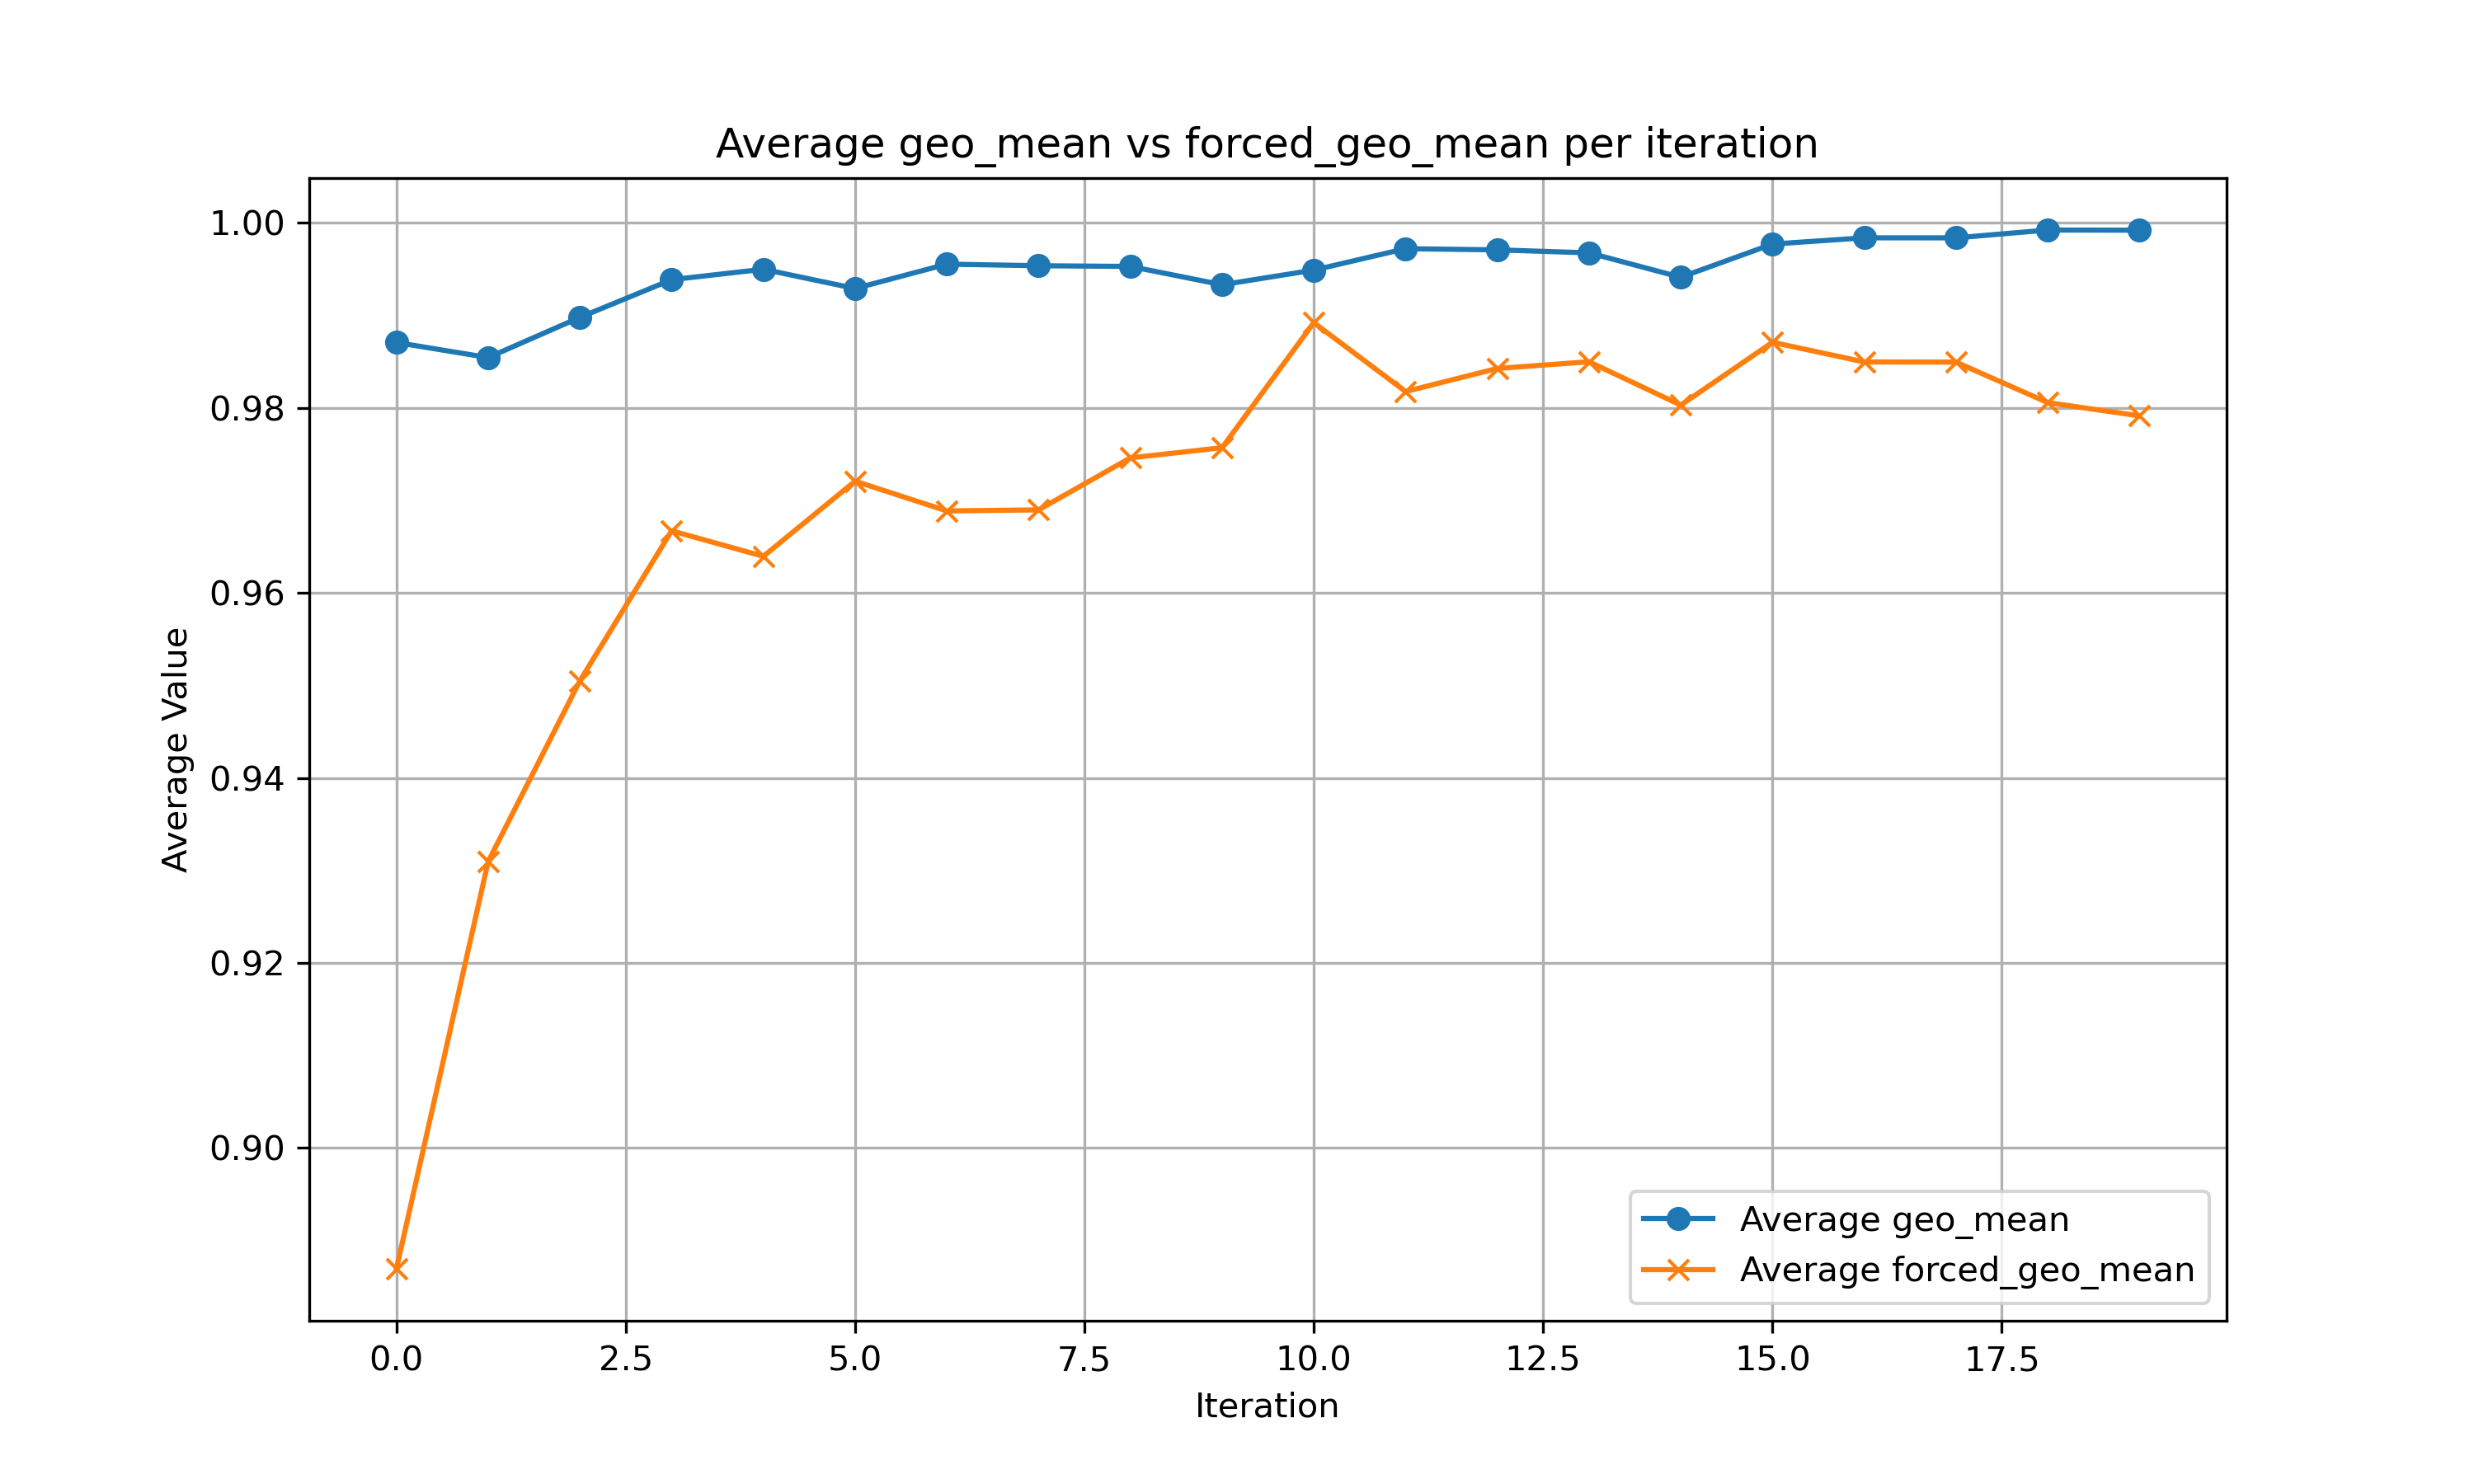 Average geo_mean vs forced_geo_mean per iteration
1.00
0.98
0.96
0.94
0.92
0.90
Average Value
0.0 2.5 5.0 7.5 10.0 12.5 15.0 17.5
Iteration
Average geo_mean
Average forced_geo_mean